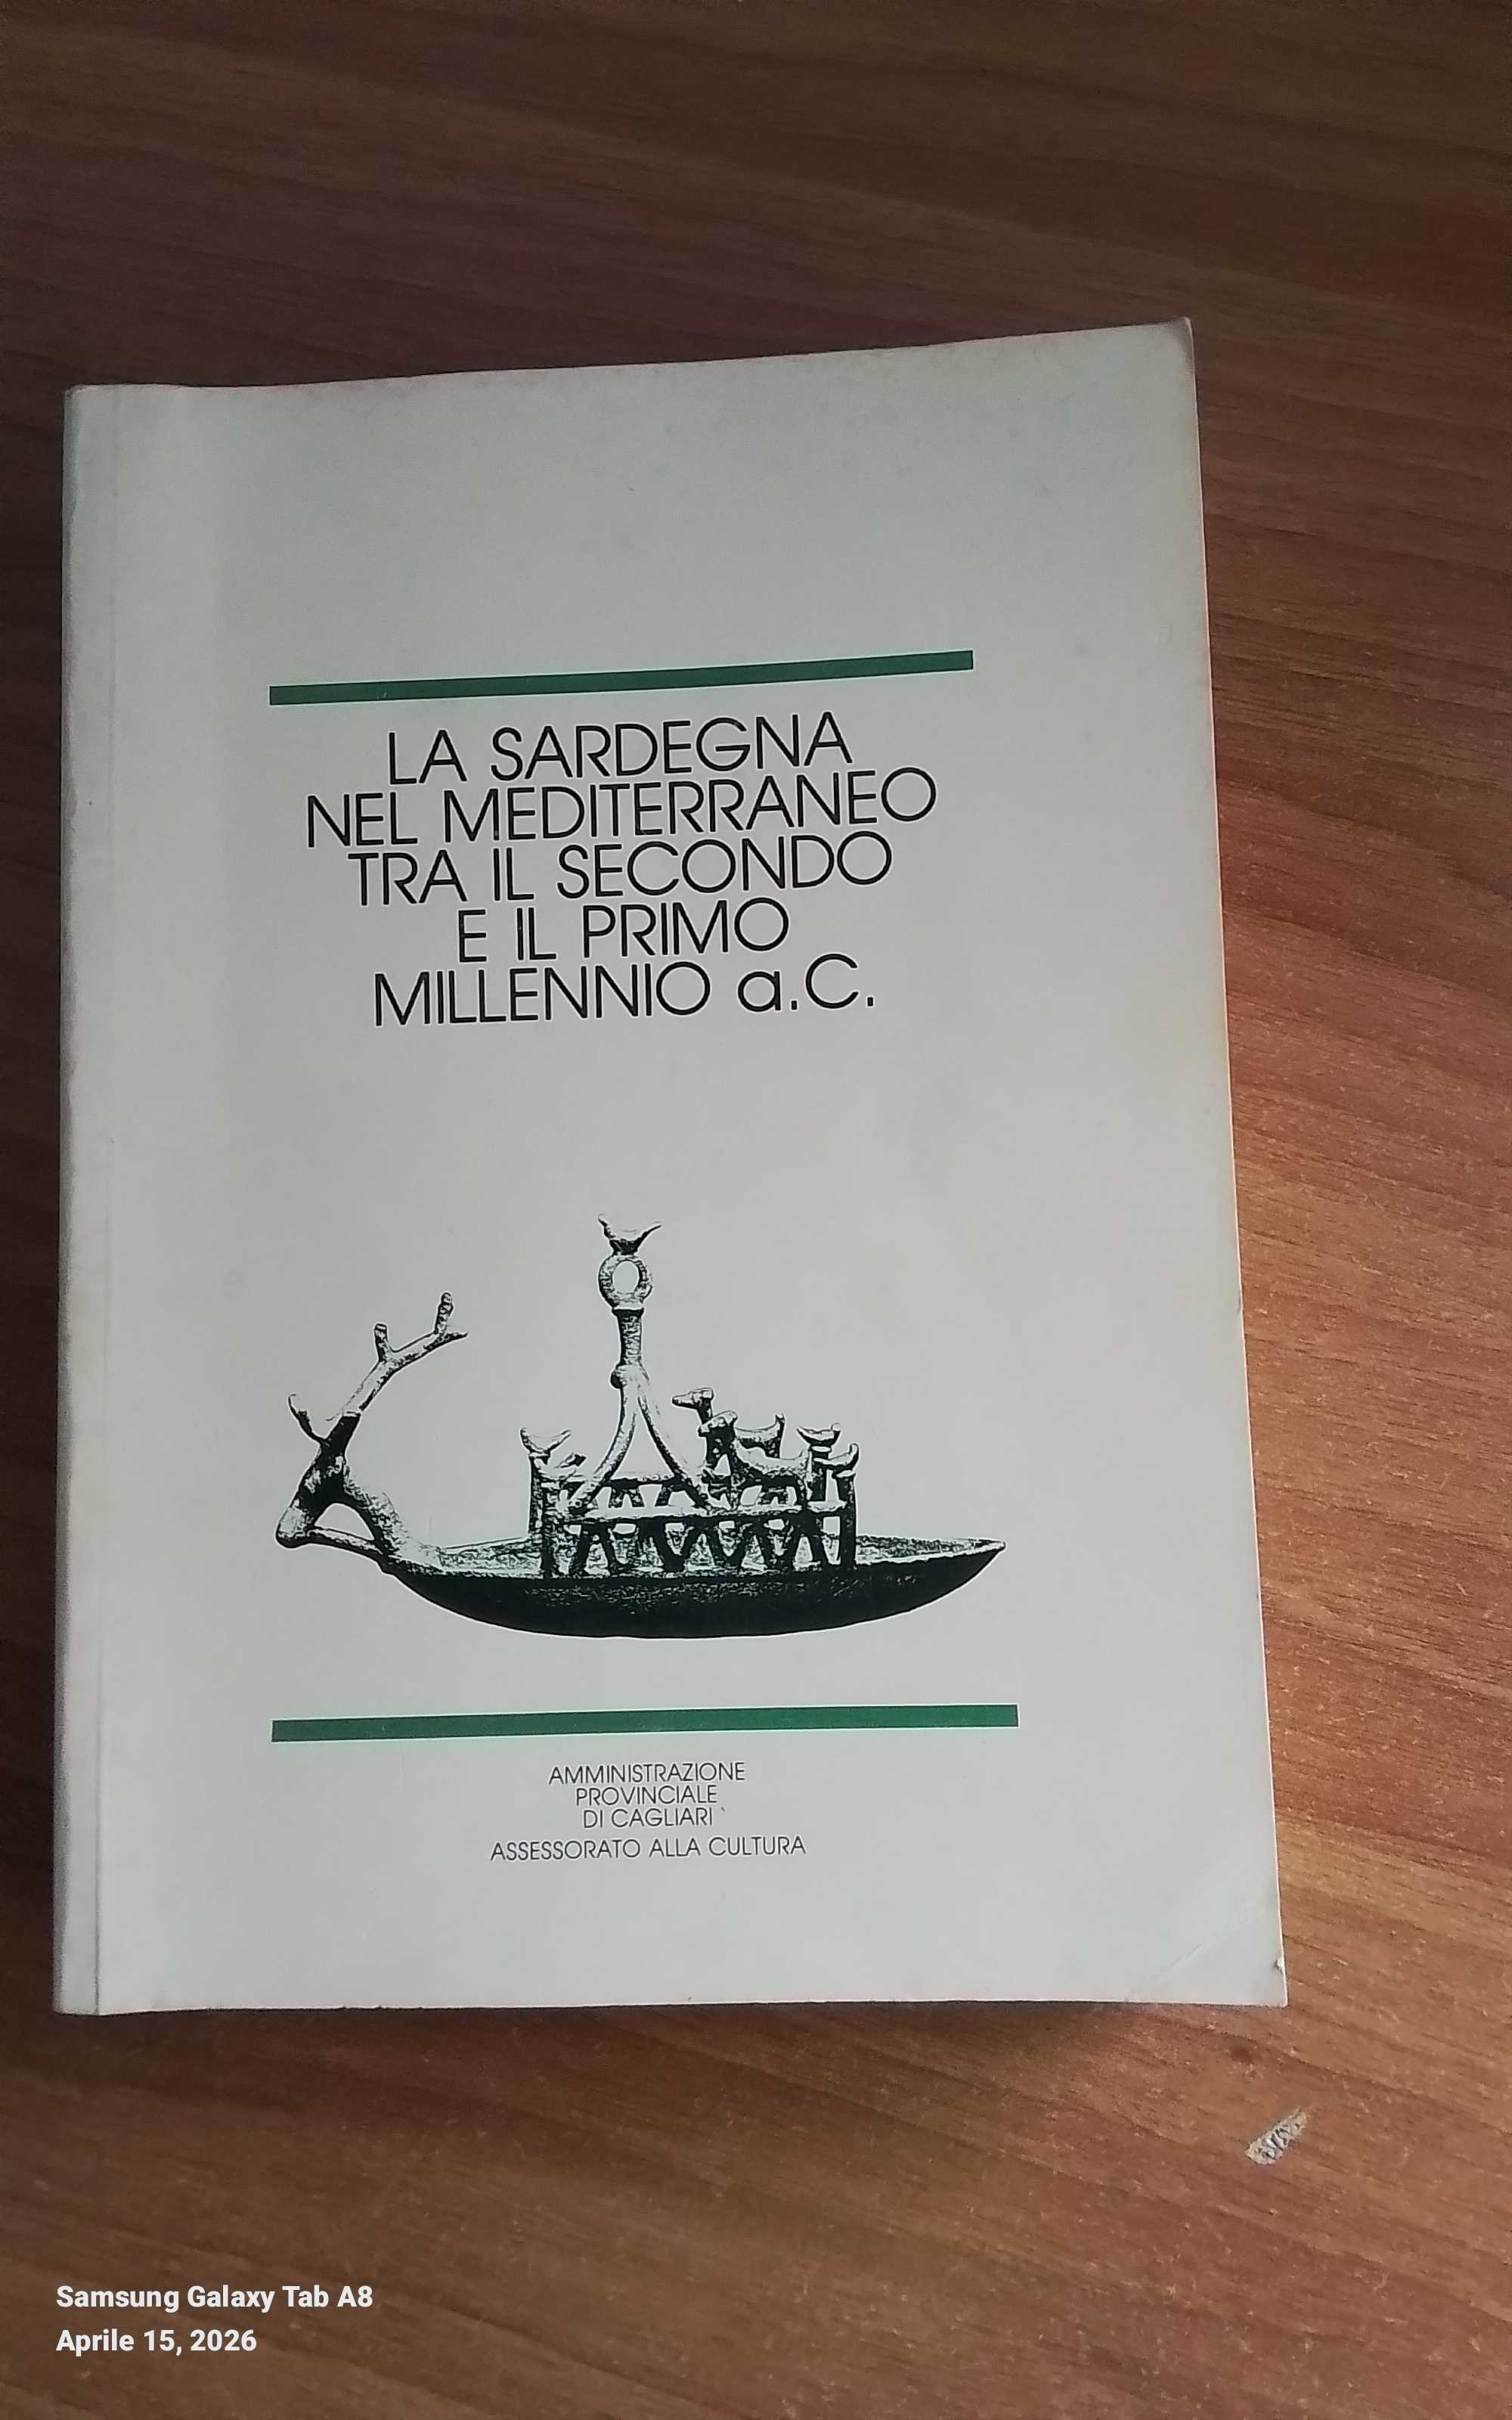 LA SARDEGNA
NEL MEDITERRANEO
TRA IL SECONDO
E IL PRIMO
MILLENNIO a.C.
AMMINISTRAZIONE
PROVINCIALE
DI CAGLIARI
ASSESSORATO ALLA CULTURA
Samsung Galaxy Tab A8
Aprile 15, 2026